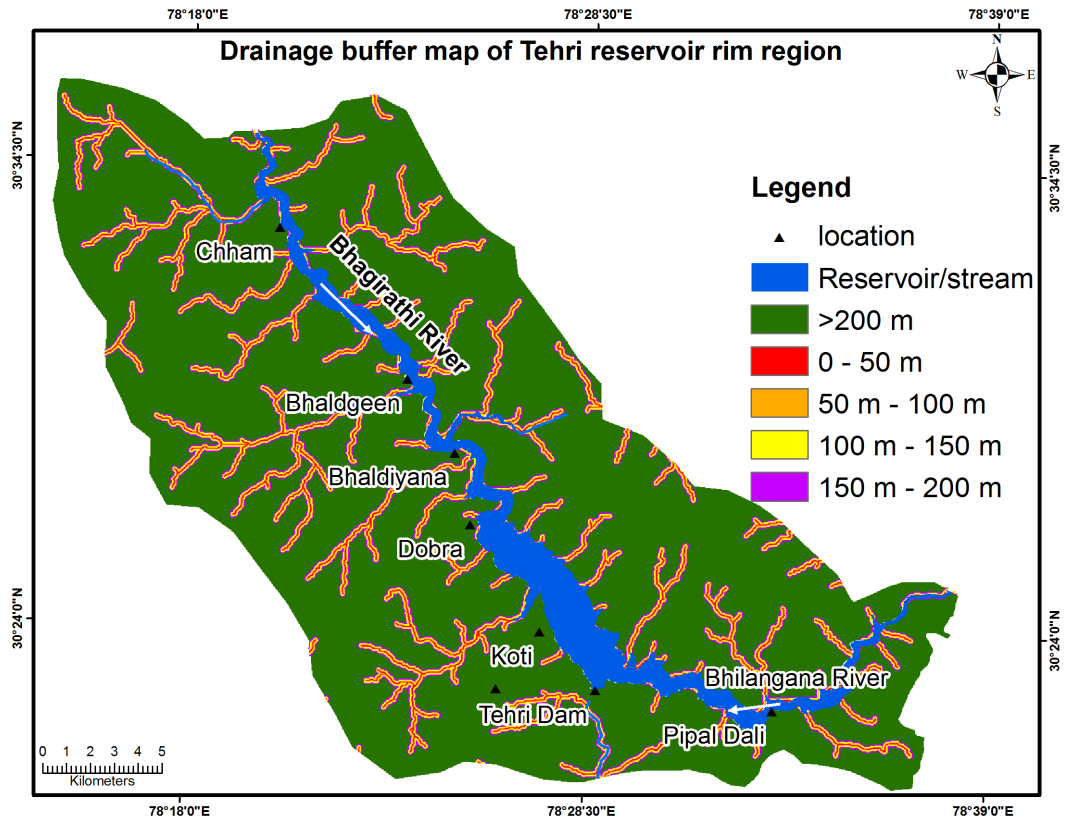 78°18'0"E
78°28'30"E
78°39'0"E
Drainage buffer map of Tehri reservoir rim region
N
W
E
S
30°34'30"N
30°34'30"N
Legend
location
Reservoir/stream
>200 m
0 - 50 m
50 m - 100 m
100 m - 150 m
150 m - 200 m
Chham
Bhagirathi River
Bhaldgeen
Bhaldiyana
Dobra
30°24'0"N
30°24'0"N
Koti
Bhilangana River
Tehri Dam
Pipal Dali
0 1 2 3 4 5
Kilometers
78°18'0"E
78°28'30"E
78°39'0"E